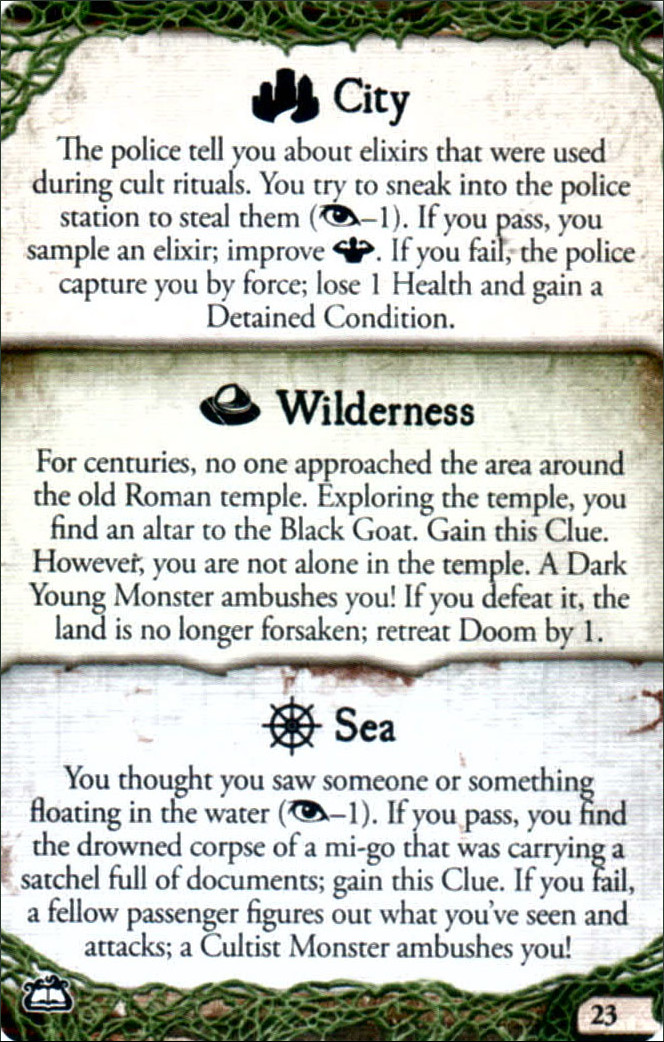 City
The police tell you about elixirs that were used
during cult rituals. You try to sneak into the police
station to steal them (–1). If you pass, you
sample an elixir; improve . If you fail, the police
capture you by force; lose 1 Health and gain a
Detained Condition.
Wilderness
For centuries, no one approached the area around
the old Roman temple. Exploring the temple, you
find an altar to the Black Goat. Gain this Clue.
However, you are not alone in the temple. A Dark
Young Monster ambushes you! If you defeat it, the
land is no longer forsaken; retreat Doom by 1.
Sea
You thought you saw someone or something
floating in the water (–1). If you pass, you find
the drowned corpse of a mi-go that was carrying a
satchel full of documents; gain this Clue. If you fail,
a fellow passenger figures out what you've seen and
attacks; a Cultist Monster ambushes you!
23